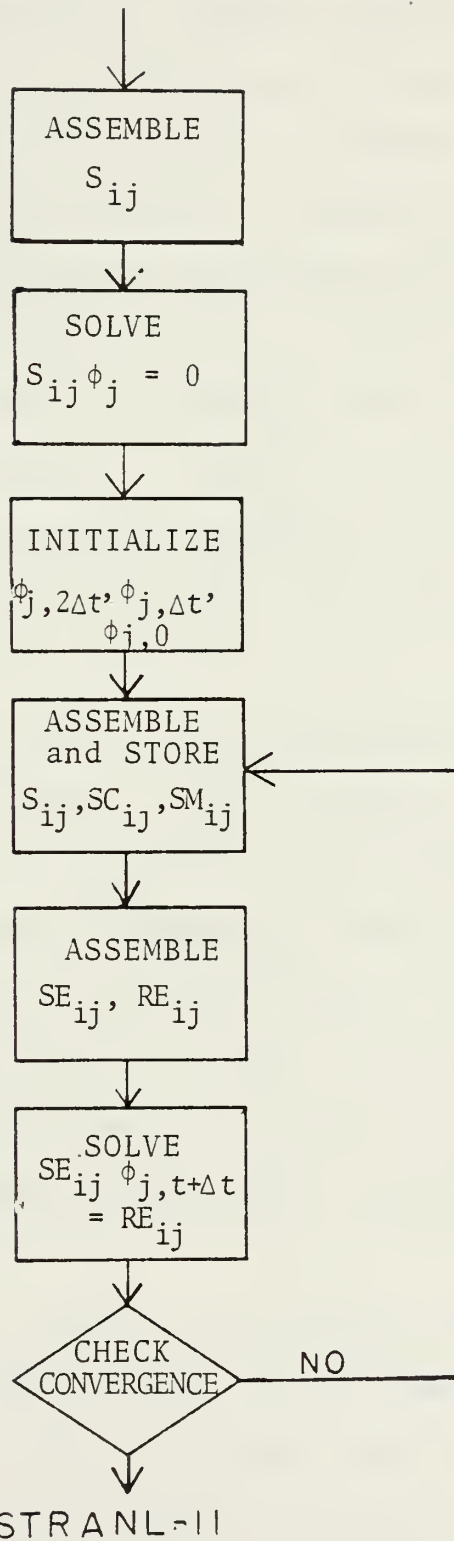 ASSEMBLE
S_ij
SOLVE
S_ij ϕ_j = 0
INITIALIZE
ϕ_j,2Δt, ϕ_j,Δt,
ϕ_j,0
ASSEMBLE
and STORE
S_ij, SC_ij, SM_ij
ASSEMBLE
SE_ij, RE_ij
SOLVE
SE_ij ϕ_j,t+Δt
= RE_ij
CHECK
CONVERGENCE
NO
STRANL-11